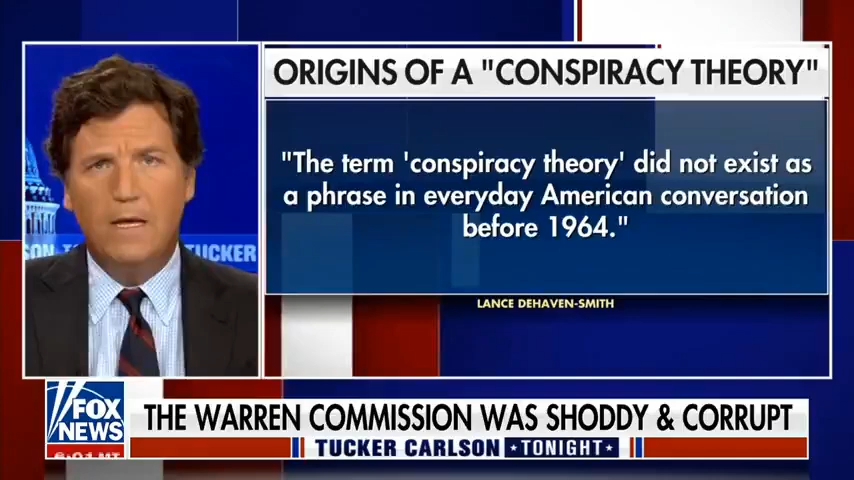 ORIGINS OF A "CONSPIRACY THEORY"
"The term 'conspiracy theory' did not exist as
a phrase in everyday American conversation
before 1964."
LANCE DEHAVEN-SMITH
TUCKER
FOX
NEWS
THE WARREN COMMISSION WAS SHODDY & CORRUPT
TUCKER CARLSON TONIGHT